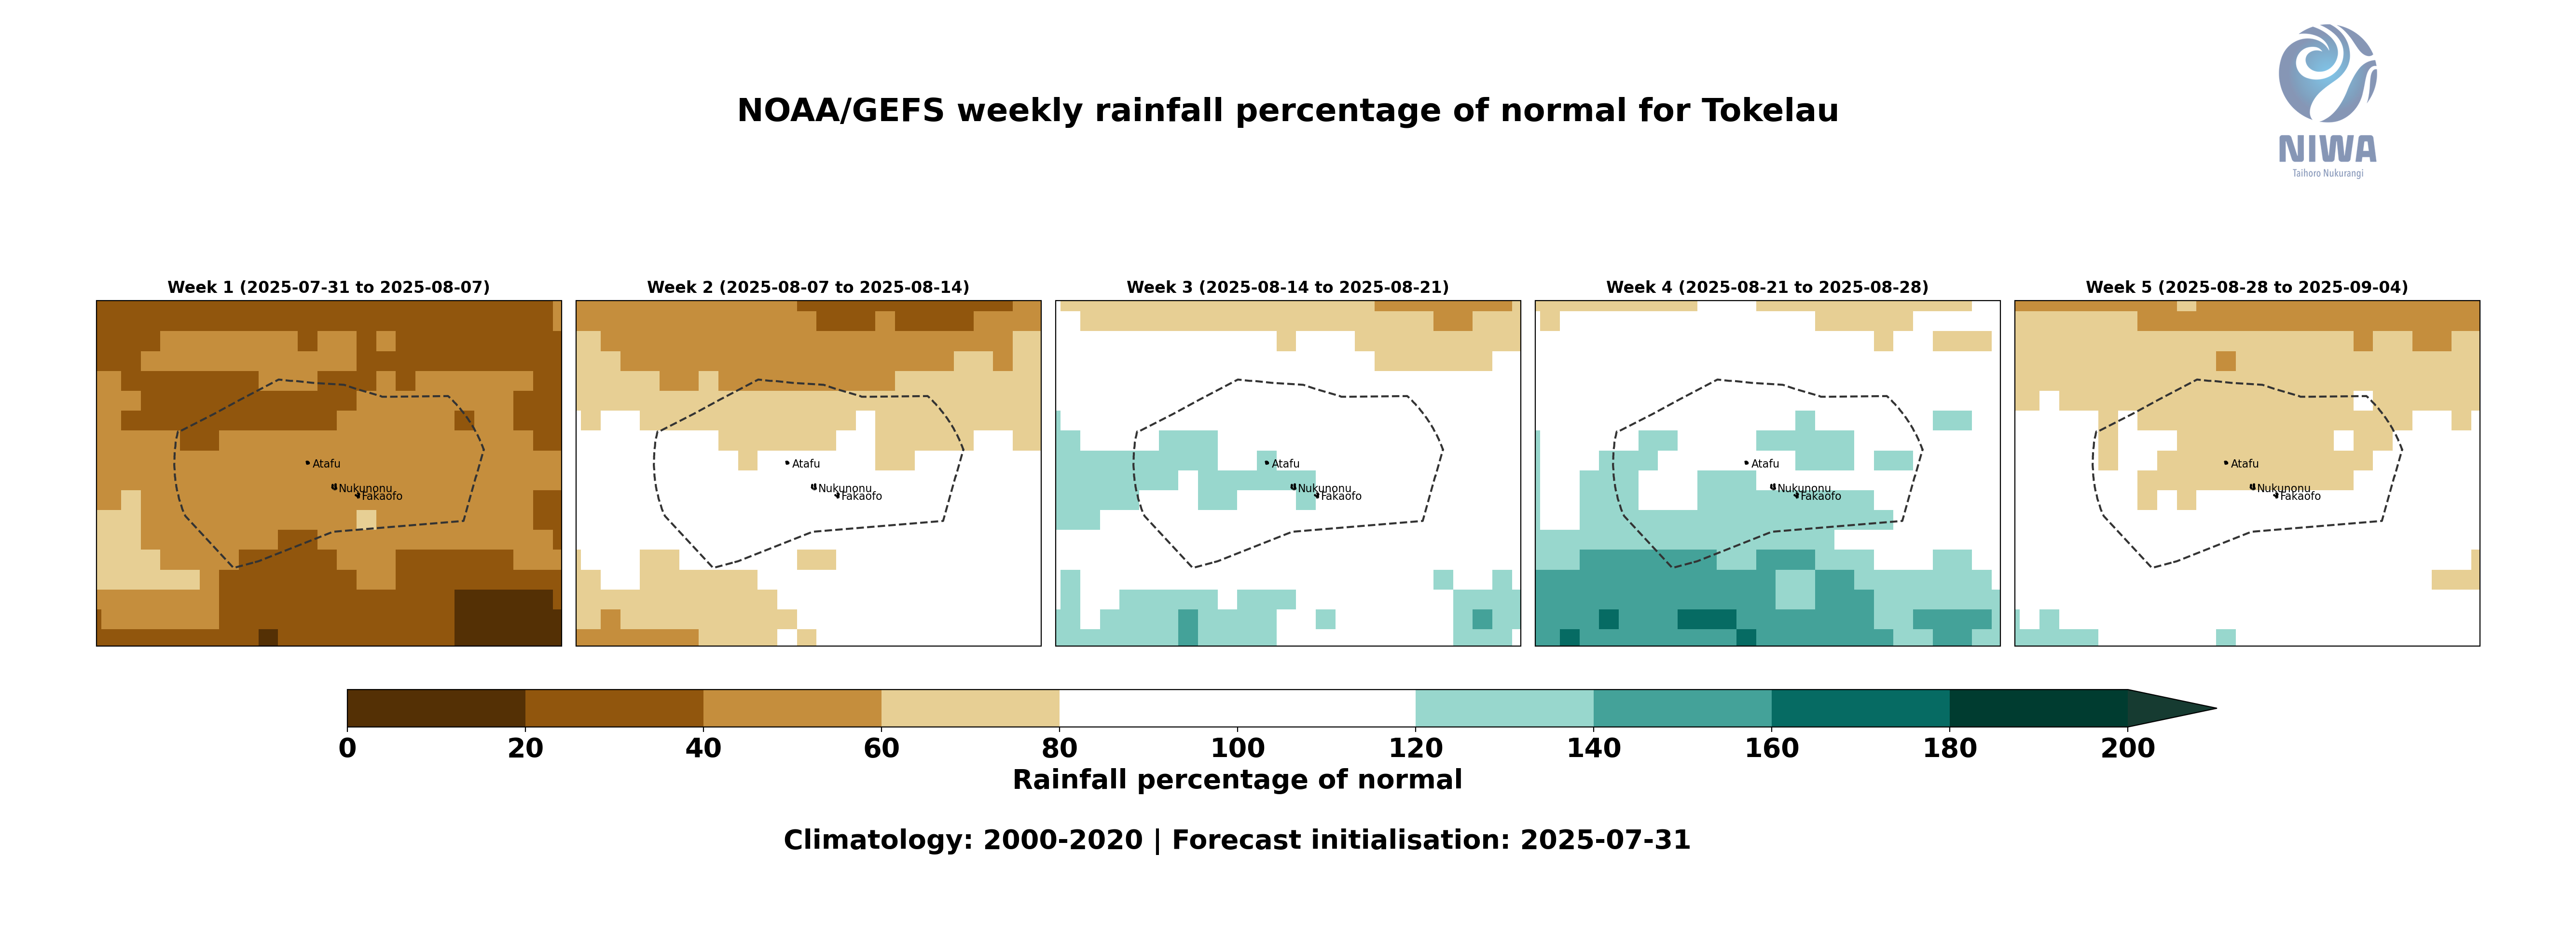 NOAA/GEFS weekly rainfall percentage of normal for Tokelau
NIWA
Taihoro Nukurangi
Week 1 (2025-07-31 to 2025-08-07)
Week 2 (2025-08-07 to 2025-08-14)
Week 3 (2025-08-14 to 2025-08-21)
Week 4 (2025-08-21 to 2025-08-28)
Week 5 (2025-08-28 to 2025-09-04)
Atafu
Nukunonu
Fakaofo
Atafu
Nukunonu
Fakaofo
Atafu
Nukunonu
Fakaofo
Atafu
Nukunonu
Fakaofo
Atafu
Nukunonu
Fakaofo
0 20 40 60 80 100 120 140 160 180 200
Rainfall percentage of normal
Climatology: 2000-2020 | Forecast initialisation: 2025-07-31